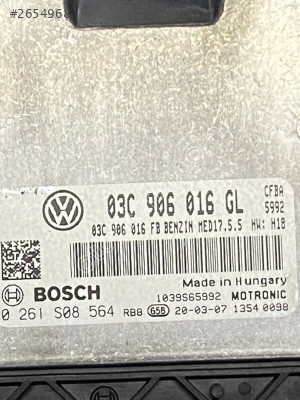 #265496
03C 906 016 GL
CFBA
5992
03C 906 016 FB BENZIN MED17.5.5 HW: H18
Made in Hungary
BOSCH
1039S65992 MOTRONIC
0 261 S08 564 RB8 GSB 20-03-07 1354 0098